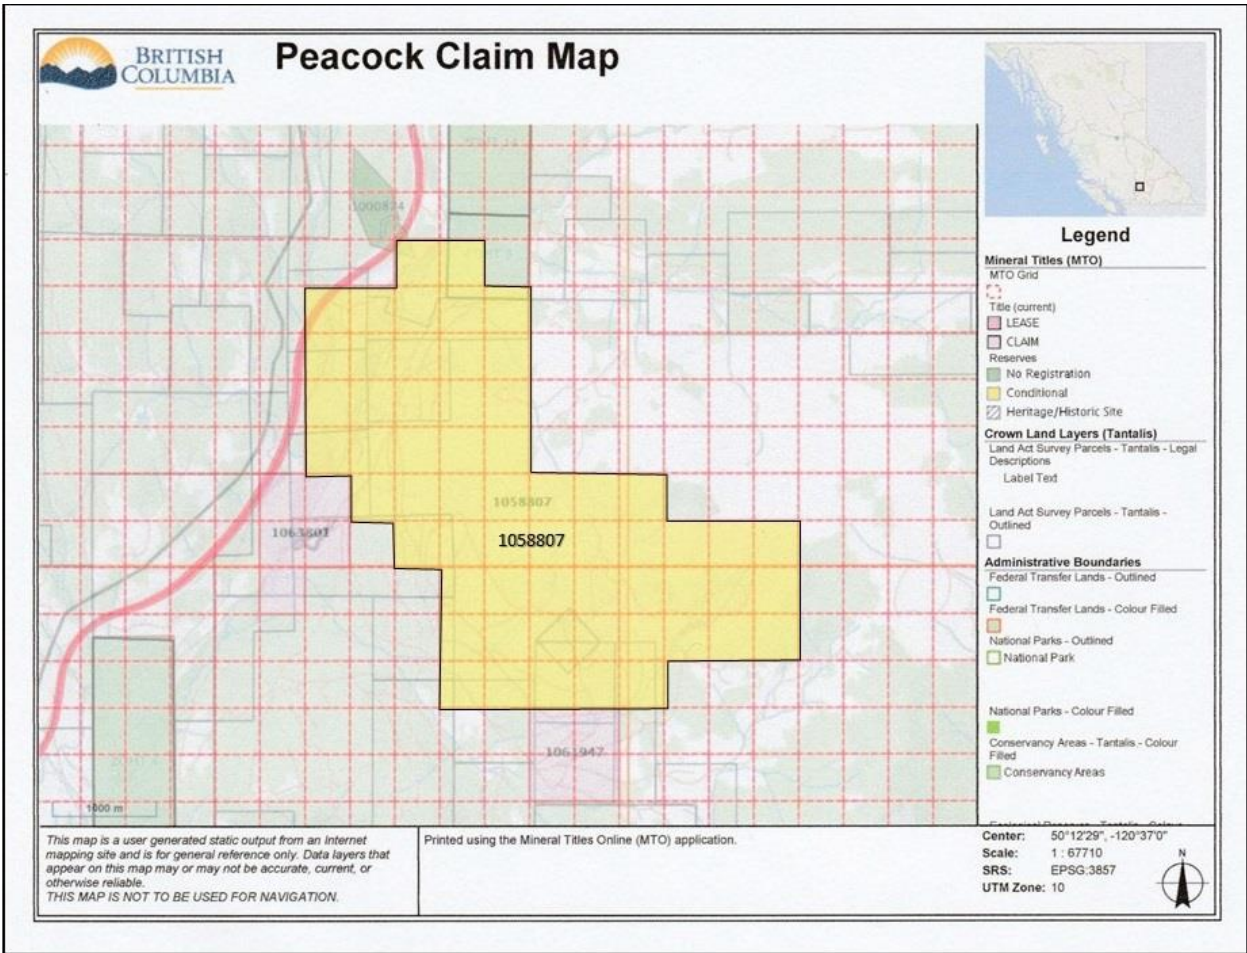 BRITISH
COLUMBIA
Peacock Claim Map
1000824
1058807
1058807
1063801
1061947
1000 m
Legend
Mineral Titles (MTO)
MTO Grid
Title (current)
LEASE
CLAIM
Reserves
No Registration
Conditional
Heritage/Historic Site
Crown Land Layers (Tantalis)
Land Act Survey Parcels - Tantalis - Legal
Descriptions
Label Text
Land Act Survey Parcels - Tantalis -
Outlined
Administrative Boundaries
Federal Transfer Lands - Outlined
Federal Transfer Lands - Colour Filled
National Parks - Outlined
National Park
National Parks - Colour Filled
Conservancy Areas - Tantalis - Colour
Filled
Conservancy Areas
This map is a user generated static output from an Internet
mapping site and is for general reference only. Data layers that
appear on this map may or may not be accurate, current, or
otherwise reliable.
THIS MAP IS NOT TO BE USED FOR NAVIGATION.
Printed using the Mineral Titles Online (MTO) application.
Center: 50°12'29", -120°37'0"
Scale: 1 : 67710
SRS: EPSG:3857
UTM Zone: 10
N